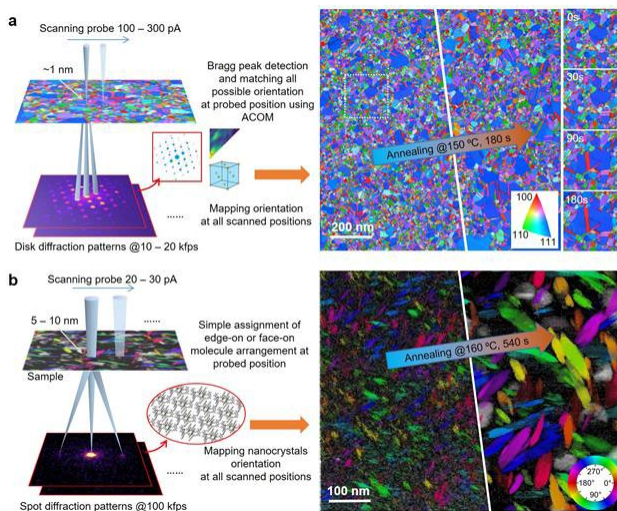 a
Scanning probe 100 – 300 pA
~1 nm
Bragg peak detection
and matching all
possible orientation
at probed position using
ACOM
......
Mapping orientation
at all scanned positions
Disk diffraction patterns @10 – 20 kfps
Annealing @150 ºC, 180 s
200 nm
100
110
111
0s
30s
90s
180s
b
Scanning probe 20 – 30 pA
5 – 10 nm
......
Sample
Simple assignment of
edge-on or face-on
molecule arrangement at
probed position
......
Mapping nanocrystals
orientation
at all scanned positions
Spot diffraction patterns @100 kfps
Annealing @160 ºC, 540 s
100 nm
270°
180°
0°
90°